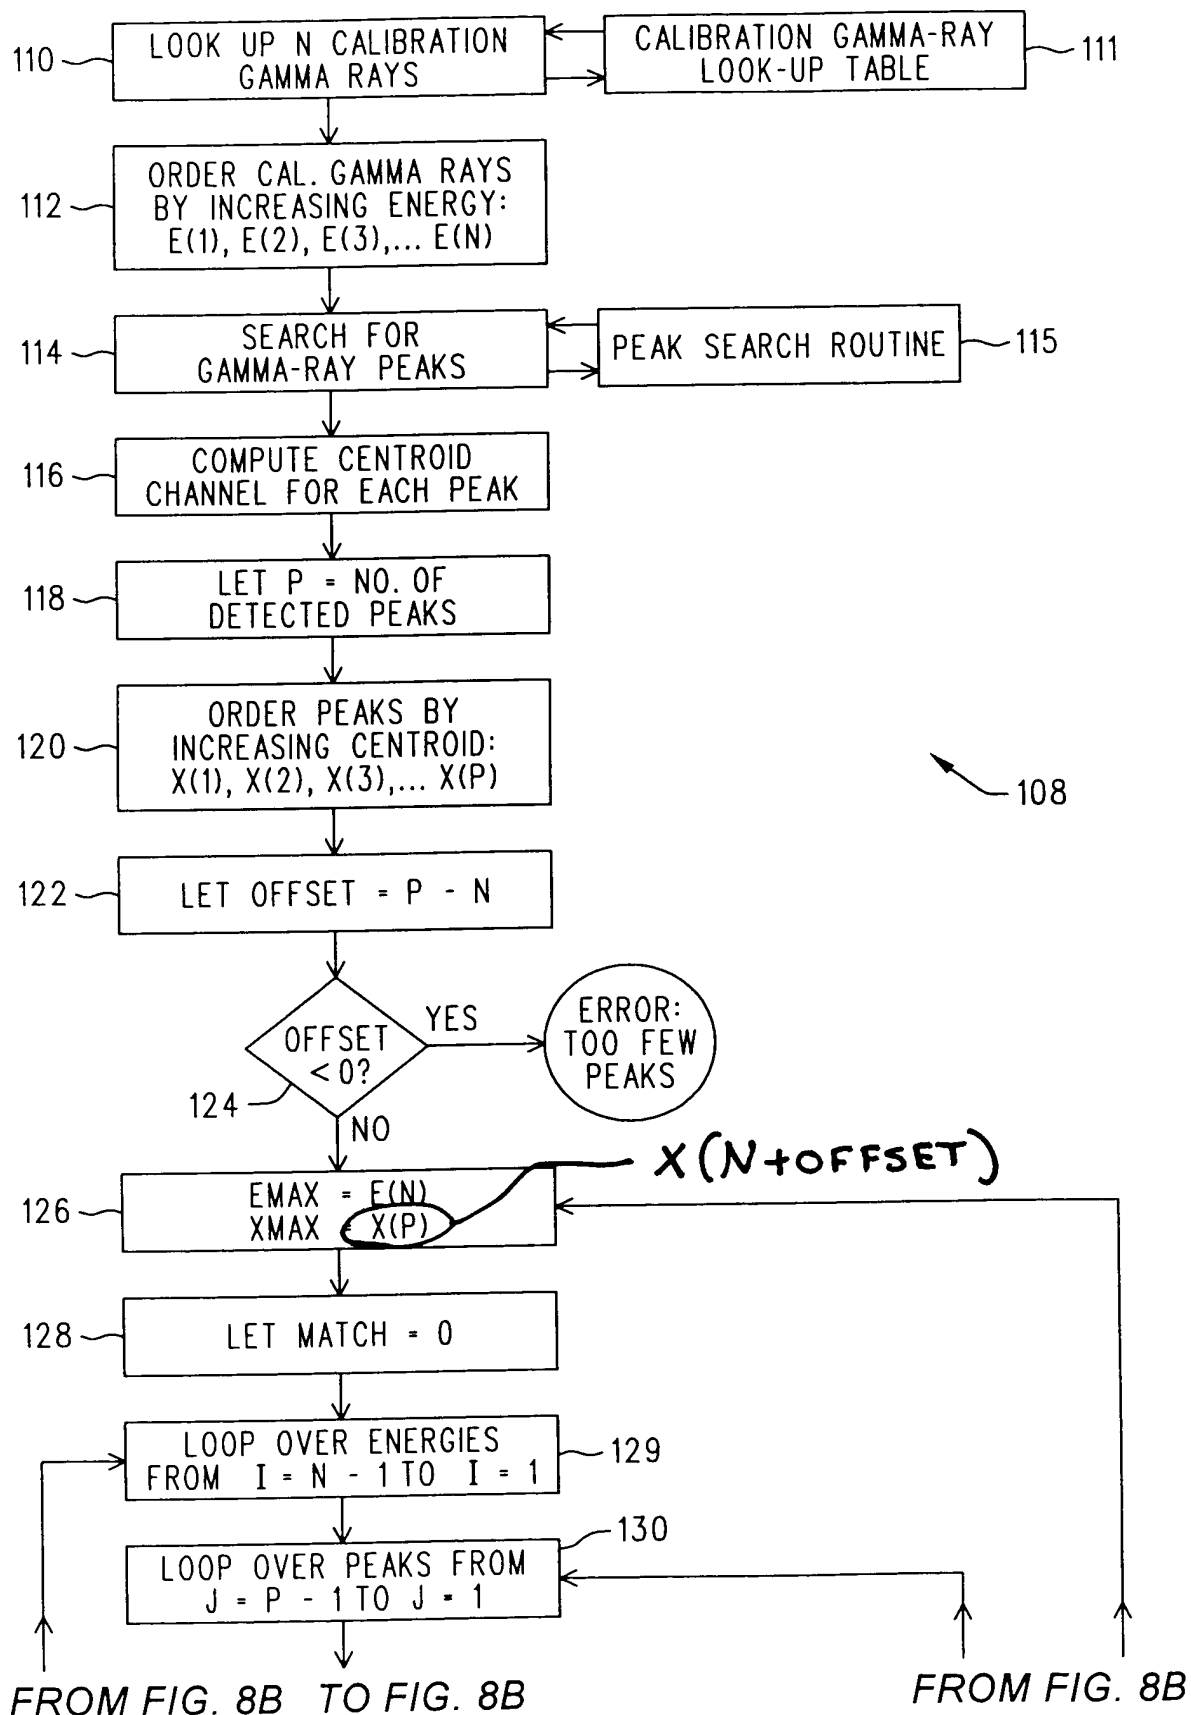 110
LOOK UP N CALIBRATION
GAMMA RAYS
CALIBRATION GAMMA-RAY
LOOK-UP TABLE
111
112
ORDER CAL. GAMMA RAYS
BY INCREASING ENERGY:
E(1), E(2), E(3),... E(N)
114
SEARCH FOR
GAMMA-RAY PEAKS
PEAK SEARCH ROUTINE
115
116
COMPUTE CENTROID
CHANNEL FOR EACH PEAK
118
LET P = NO. OF
DETECTED PEAKS
120
ORDER PEAKS BY
INCREASING CENTROID:
X(1), X(2), X(3),... X(P)
108
122
LET OFFSET = P - N
OFFSET
< 0?
124
YES
ERROR:
TOO FEW
PEAKS
NO
X(N+OFFSET)
126
EMAX = E(N)
XMAX = X(P)
128
LET MATCH = 0
LOOP OVER ENERGIES
FROM I = N - 1 TO I = 1
129
130
LOOP OVER PEAKS FROM
J = P - 1 TO J = 1
FROM FIG. 8B
TO FIG. 8B
FROM FIG. 8B